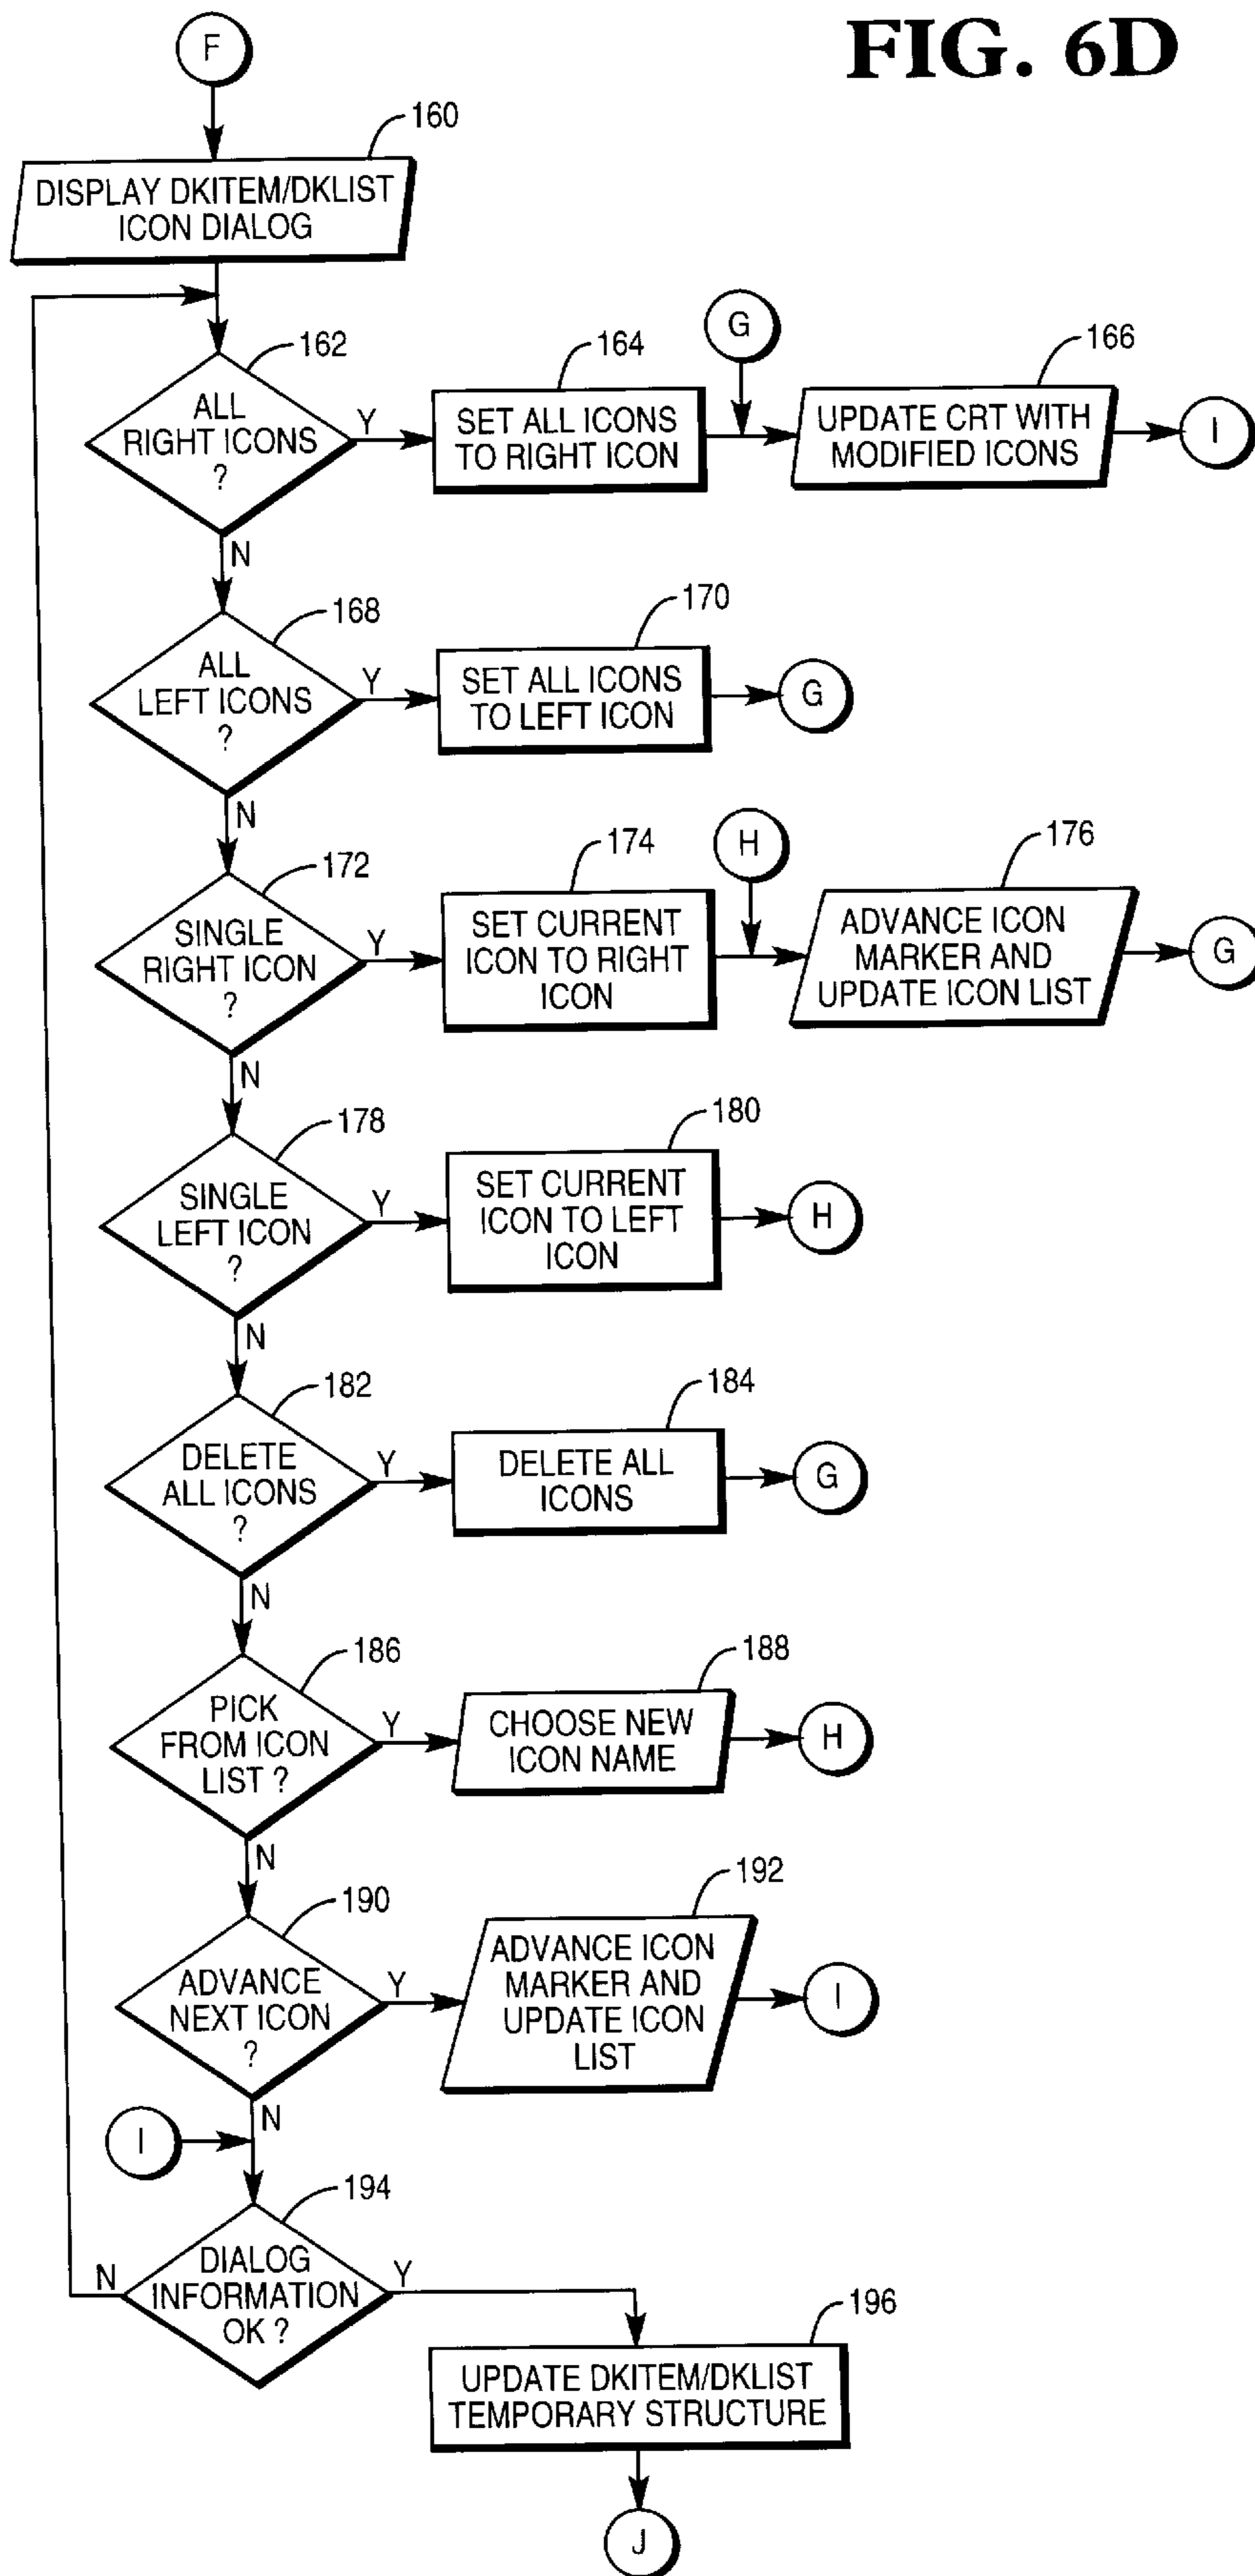 FIG. 6D
F
160
DISPLAY DKITEM/DKLIST
ICON DIALOG
162
ALL
RIGHT ICONS
?
Y
N
164
SET ALL ICONS
TO RIGHT ICON
G
166
UPDATE CRT WITH
MODIFIED ICONS
I
168
ALL
LEFT ICONS
?
Y
N
170
SET ALL ICONS
TO LEFT ICON
G
172
SINGLE
RIGHT ICON
?
Y
N
174
SET CURRENT
ICON TO RIGHT
ICON
H
176
ADVANCE ICON
MARKER AND
UPDATE ICON LIST
G
178
SINGLE
LEFT ICON
?
Y
N
180
SET CURRENT
ICON TO LEFT
ICON
H
182
DELETE
ALL ICONS
?
Y
N
184
DELETE ALL
ICONS
G
186
PICK
FROM ICON
LIST ?
Y
N
188
CHOOSE NEW
ICON NAME
H
190
ADVANCE
NEXT ICON
?
Y
N
192
ADVANCE ICON
MARKER AND
UPDATE ICON
LIST
I
I
194
DIALOG
INFORMATION
OK ?
N
Y
196
UPDATE DKITEM/DKLIST
TEMPORARY STRUCTURE
J